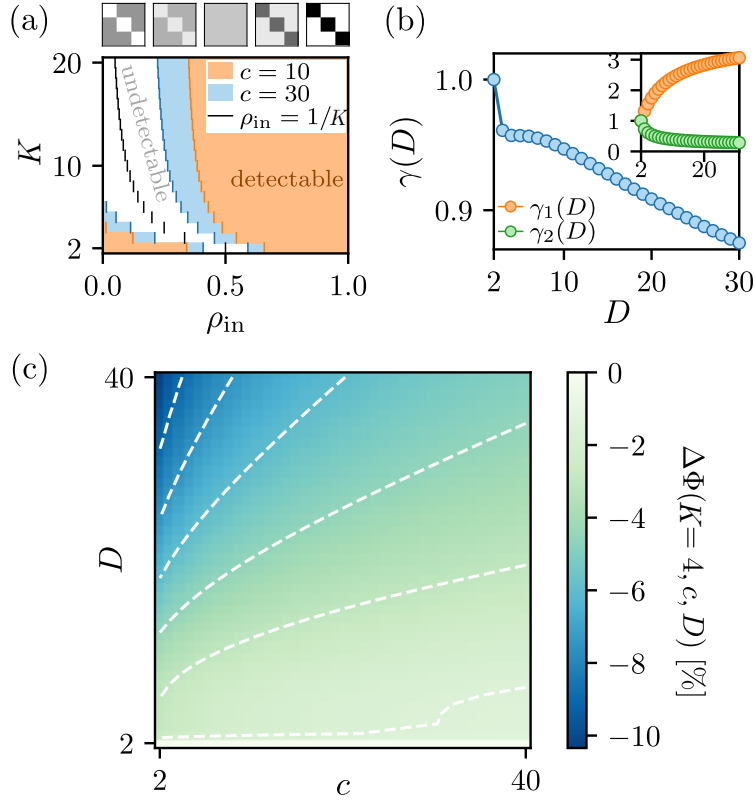 (a)
20
10
2
K
undetectable
c = 10
c = 30
ρin = 1/K
detectable
0.0 0.5 1.0
ρin
(b)
1.0
0.9
γ(D)
3
2
1
0
2 20
γ1(D)
γ2(D)
2 10 20 30
D
(c)
40
D
2
2 40
c
0
−2
−4
−6
−8
−10
ΔΦ(K = 4, c, D) [%]